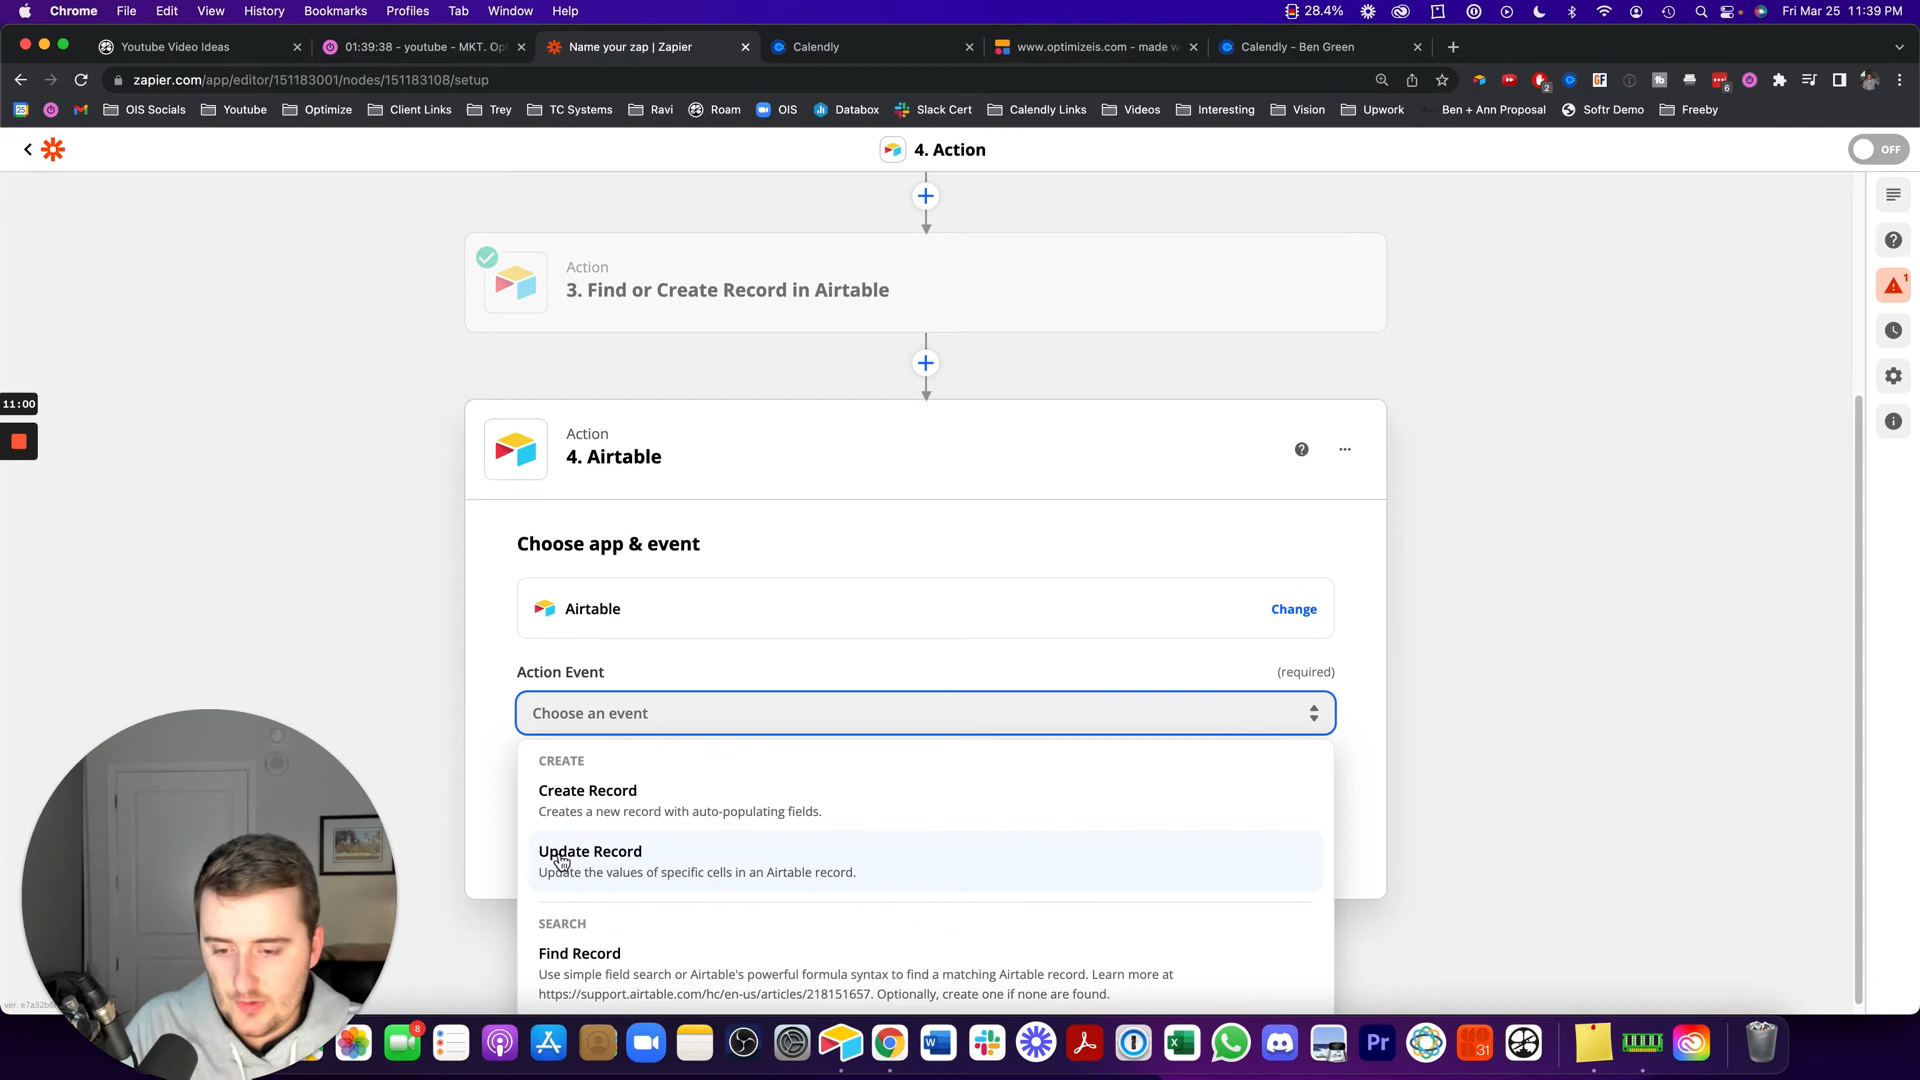 Chrome File Edit View History Bookmarks Profiles Tab Window Help 28.4% Fri Mar 25 11:39 PM
Youtube Video Ideas 01:39:38 - youtube - MKT. Op Name your zap | Zapier Calendly www.optimizeis.com - made w Calendly - Ben Green
zapier.com/app/editor/151183001/nodes/151183108/setup
OIS Socials Youtube Optimize Client Links Trey TC Systems Ravi Roam OIS Databox Slack Cert Calendly Links Videos Interesting Vision Upwork Ben + Ann Proposal Softr Demo Freeby
4. Action
OFF
Action
3. Find or Create Record in Airtable
11:00
Action
4. Airtable
Choose app & event
Airtable
Change
Action Event
(required)
Choose an event
CREATE
Create Record
Creates a new record with auto-populating fields.
Update Record
Update the values of specific cells in an Airtable record.
SEARCH
Find Record
Use simple field search or Airtable's powerful formula syntax to find a matching Airtable record. Learn more at
https://support.airtable.com/hc/en-us/articles/218151657. Optionally, create one if none are found.